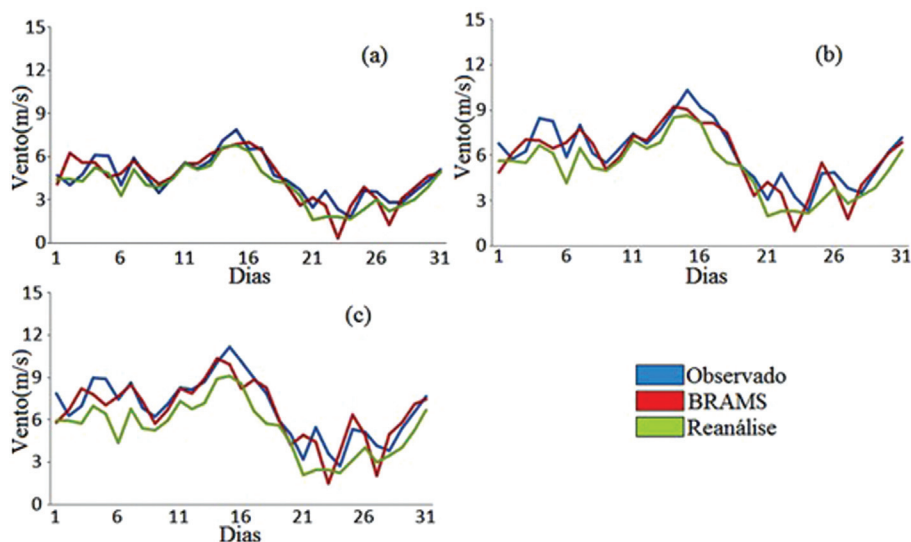 (a)
Vento(m/s)
15
12
9
6
3
0
1 6 11 16 21 26 31
Dias
(b)
Vento(m/s)
15
12
9
6
3
0
1 6 11 16 21 26 31
Dias
(c)
Vento(m/s)
15
12
9
6
3
0
1 6 11 16 21 26 31
Dias
Observado
BRAMS
Reanálise